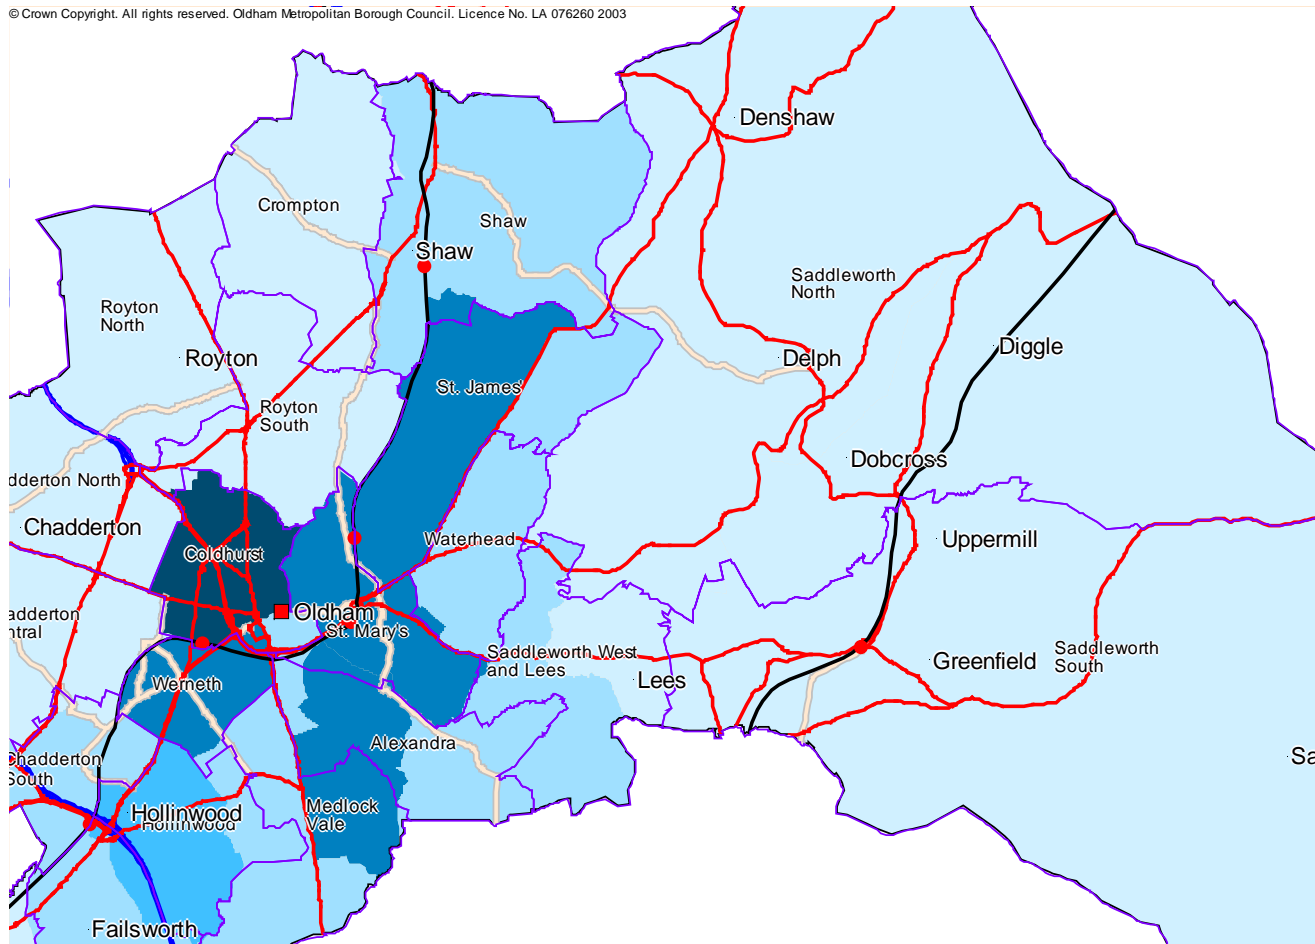 © Crown Copyright. All rights reserved. Oldham Metropolitan Borough Council. Licence No. LA 076260 2003
Denshaw
Crompton
Shaw
Shaw
Saddleworth
North
Royton
North
Royton
Delph
Diggle
St. James'
Royton
South
Dobcross
dderton North
Chadderton
Waterhead
Uppermill
Coldhurst
adderton
ntral
Oldham
St. Mary's
Saddleworth West
and Lees
Greenfield
Saddleworth
South
Lees
Werneth
Alexandra
Chadderton
South
Sa
Hollinwood
Hollinwood
Medlock
Vale
Failsworth